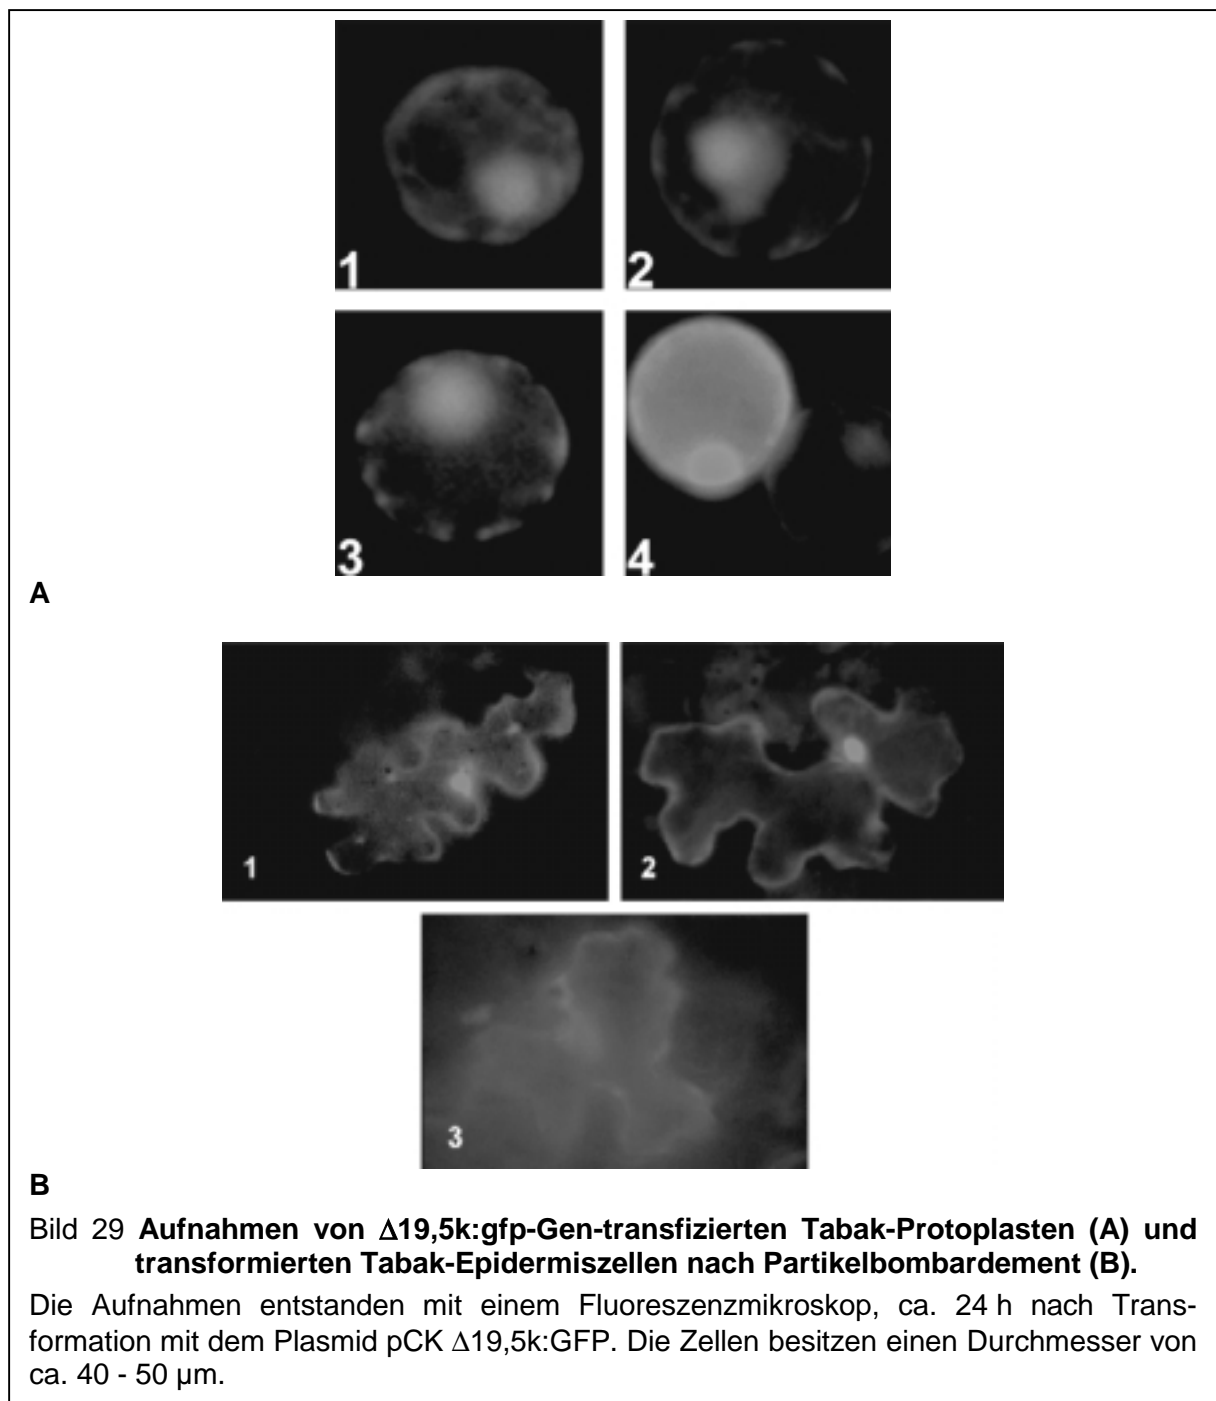 1
2
3
4
A
1
2
3
B
Bild 29 Aufnahmen von Δ19,5k:gfp-Gen-transfizierten Tabak-Protoplasten (A) und
transformierten Tabak-Epidermiszellen nach Partikelbombardement (B).
Die Aufnahmen entstanden mit einem Fluoreszenzmikroskop, ca. 24 h nach Trans-
formation mit dem Plasmid pCK Δ19,5k:GFP. Die Zellen besitzen einen Durchmesser von
ca. 40 - 50 µm.